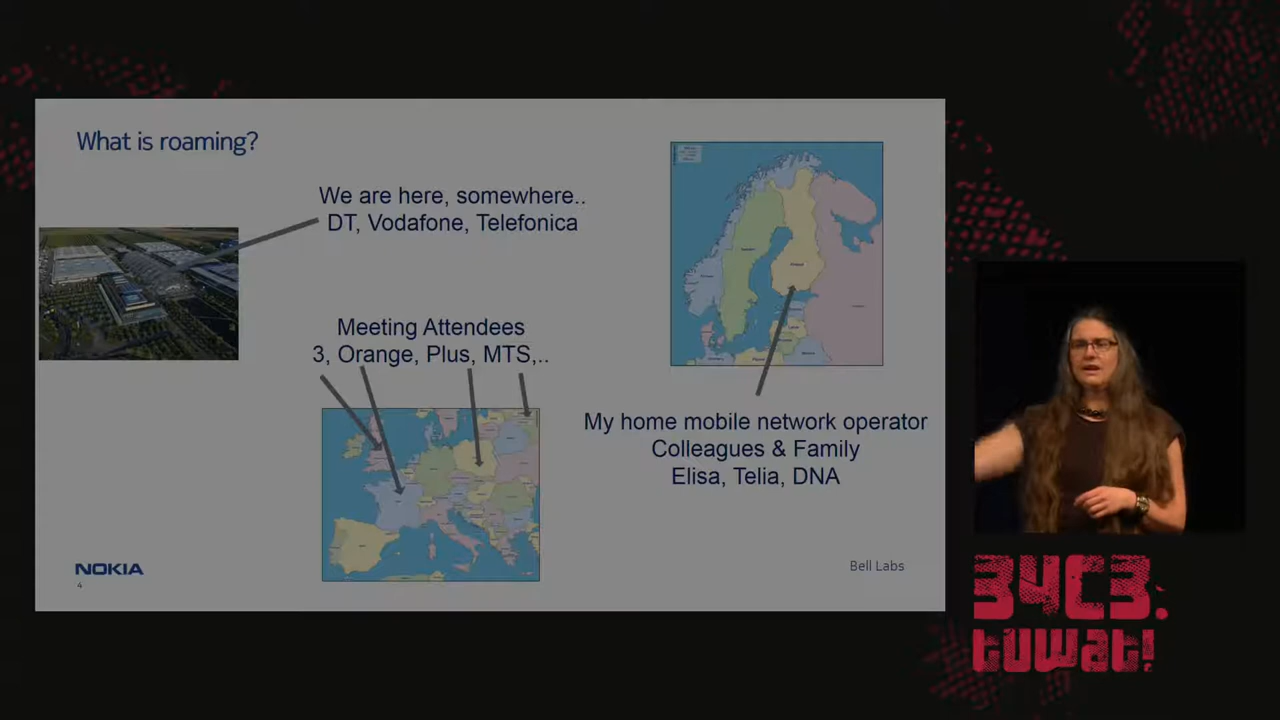 What is roaming?
We are here, somewhere..
DT, Vodafone, Telefonica
Meeting Attendees
3, Orange, Plus, MTS,..
My home mobile network operator
Colleagues & Family
Elisa, Telia, DNA
NOKIA
4
Bell Labs
34C3.
tuwat!